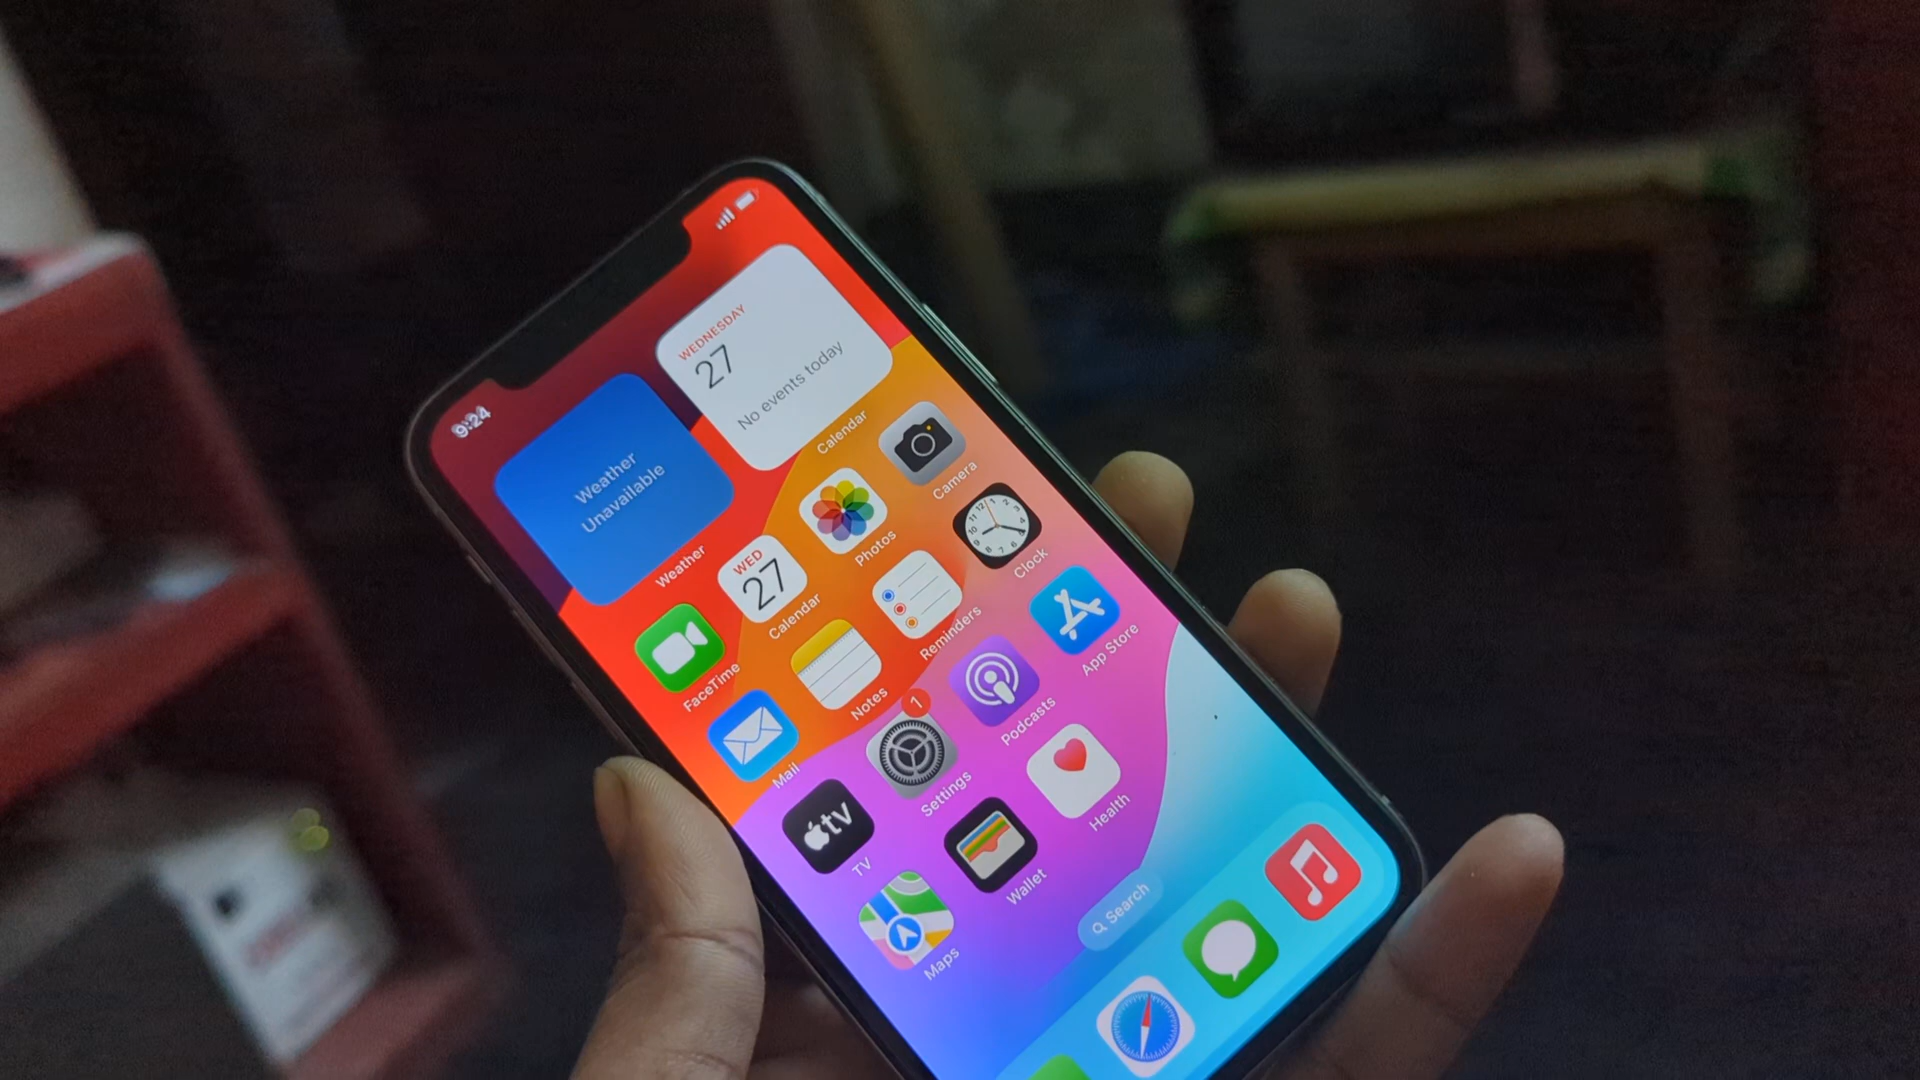 9:24
Weather
Unavailable
Weather
WEDNESDAY
27
No events today
Calendar
FaceTime
WED
27
Calendar
Photos
Camera
Mail
Notes
Reminders
Clock
tv
TV
1
Settings
Podcasts
App Store
Maps
Wallet
Health
Search